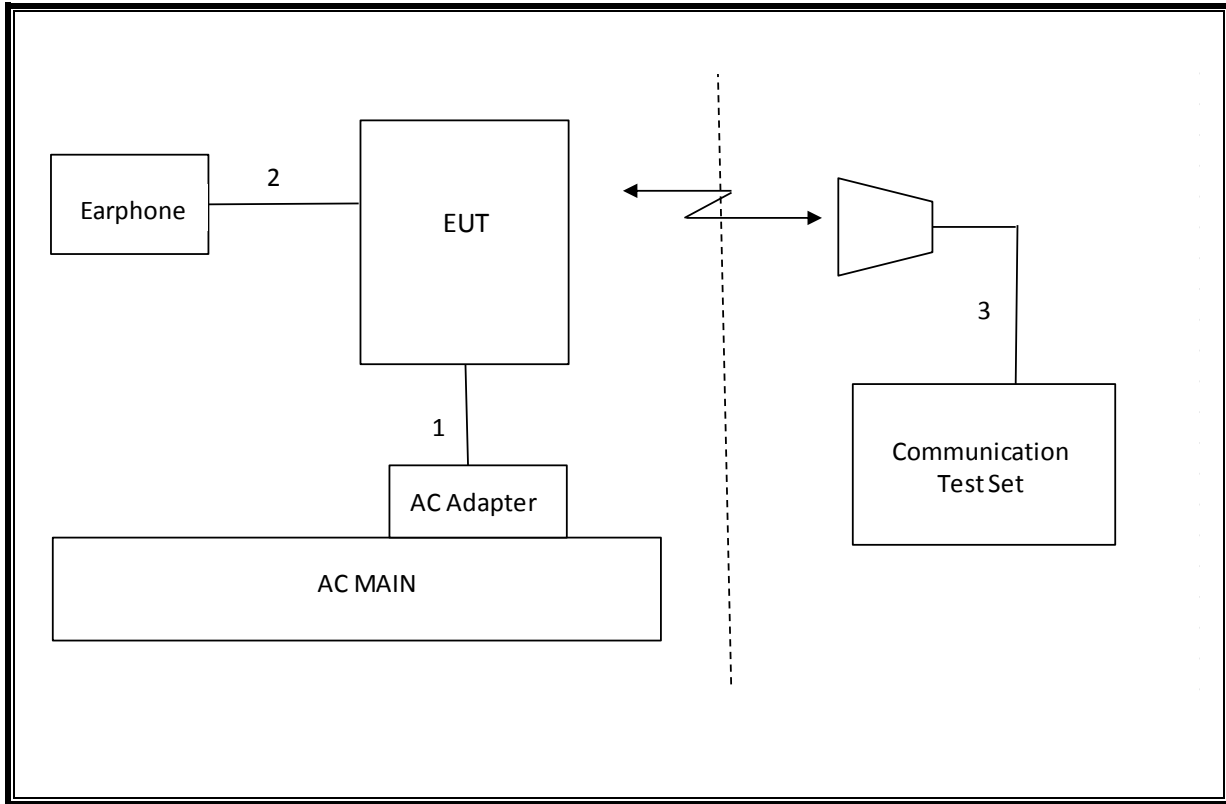 Earphone
2
EUT
1
AC Adapter
AC MAIN
3
Communication
Test Set